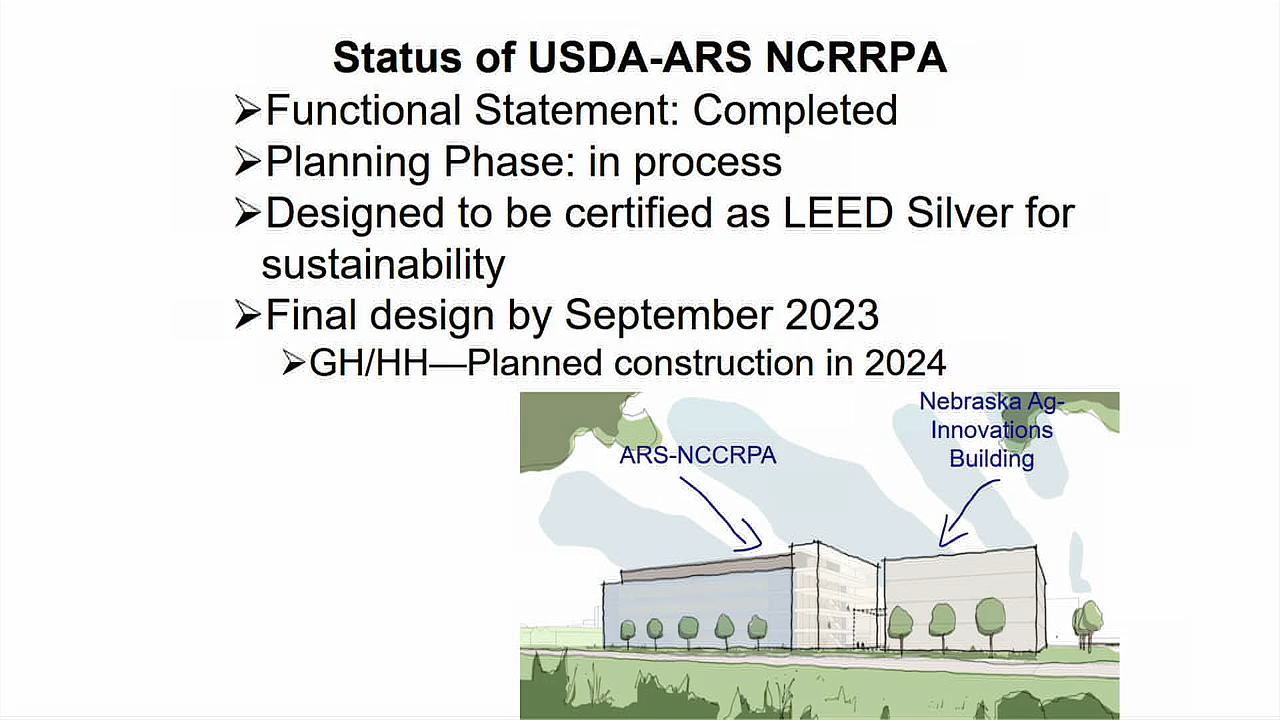 Status of USDA-ARS NCRRPA
➢Functional Statement: Completed
➢Planning Phase: in process
➢Designed to be certified as LEED Silver for
sustainability
➢Final design by September 2023
➢GH/HH—Planned construction in 2024
Nebraska Ag-
Innovations
Building
ARS-NCCRPA